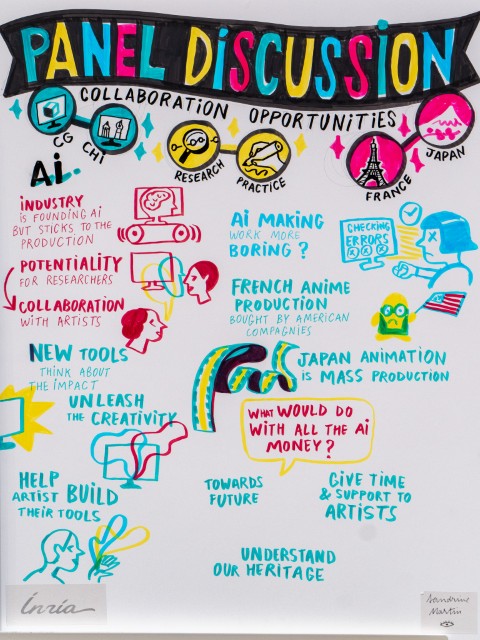 PANEL DISCUSSION
COLLABORATION OPPORTUNITIES
CG
CHI
RESEARCH
PRACTICE
FRANCE
JAPAN
Ai.
iNDUSTRY
iS FOUNDiNG Ai
BUT STiCKS TO THE
PRODUCTiON
POTENTiALiTY
FOR RESEARCHERS
COLLABORATiON
WiTH ARTiSTS
NEW TOOLS
THiNK ABOUT
THE iMPACT
UNLEASH
THE CREATiViTY
HELP
ARTiST BUiLD
THEiR TOOLS
Ai MAKiNG
WORK MORE
BORiNG ?
CHECKiNG
ERRORS
FRENCH ANiME
PRODUCTiON
BOUGHT BY AMERiCAN
COMPAGNiES
JAPAN ANiMATiON
iS MASS PRODUCTiON
WHAT WOULD DO
WiTH ALL THE Ai
MONEY?
TOWARDS
FUTURE
GiVE TiME
& SUPPORT TO
ARTiSTS
UNDERSTAND
OUR HERiTAGE
inria
Sandrine
Martin